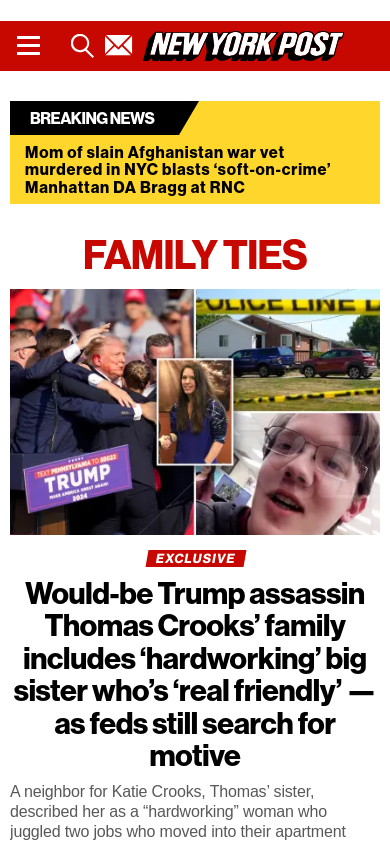 NEW YORK POST
BREAKING NEWS
Mom of slain Afghanistan war vet
murdered in NYC blasts ‘soft-on-crime’
Manhattan DA Bragg at RNC
FAMILY TIES
POLICE LINE D
TEXT PENNSYLVANIA TO 88022
TRUMP
MAKE AMERICA GREAT AGAIN!
2024
EXCLUSIVE
Would-be Trump assassin
Thomas Crooks’ family
includes ‘hardworking’ big
sister who’s ‘real friendly’ —
as feds still search for
motive
A neighbor for Katie Crooks, Thomas’ sister,
described her as a “hardworking” woman who
juggled two jobs who moved into their apartment